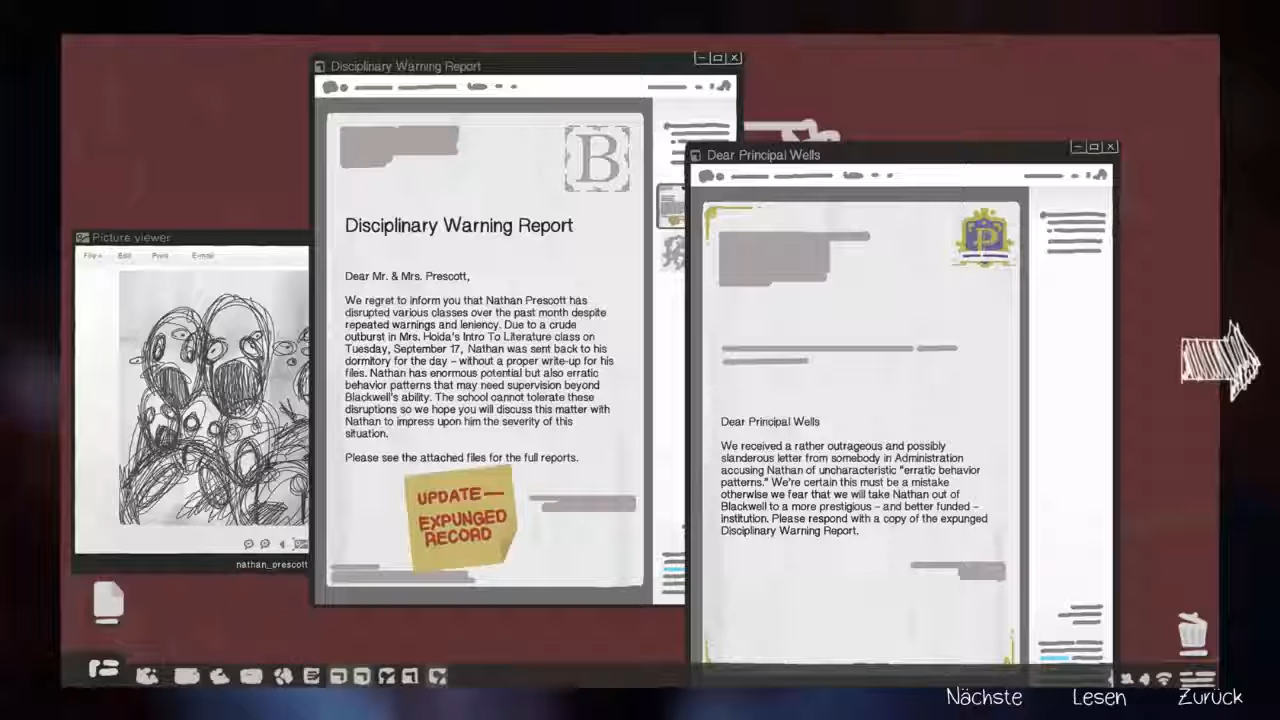 Disciplinary Warning Report
B
Disciplinary Warning Report
Dear Mr. & Mrs. Prescott,
We regret to inform you that Nathan Prescott has
disrupted various classes over the past month despite
repeated warnings and leniency. Due to a crude
outburst in Mrs. Hoida's Intro To Literature class on
Tuesday, September 17, Nathan was sent back to his
dormitory for the day – without a proper write-up for his
files. Nathan has enormous potential but also erratic
behavior patterns that may need supervision beyond
Blackwell's ability. The school cannot tolerate these
disruptions so we hope you will discuss this matter with
Nathan to impress upon him the severity of this
situation.
Please see the attached files for the full reports.
UPDATE—
EXPUNGED
RECORD
Dear Principal Wells
P
Dear Principal Wells
We received a rather outrageous and possibly
slanderous letter from somebody in Administration
accusing Nathan of uncharacteristic "erratic behavior
patterns." We're certain this must be a mistake
otherwise we fear that we will take Nathan out of
Blackwell to a more prestigious – and better funded –
institution. Please respond with a copy of the expunged
Disciplinary Warning Report.
Picture viewer
File Edit Print E-mail
nathan_prescott
Nächste Lesen Zurück